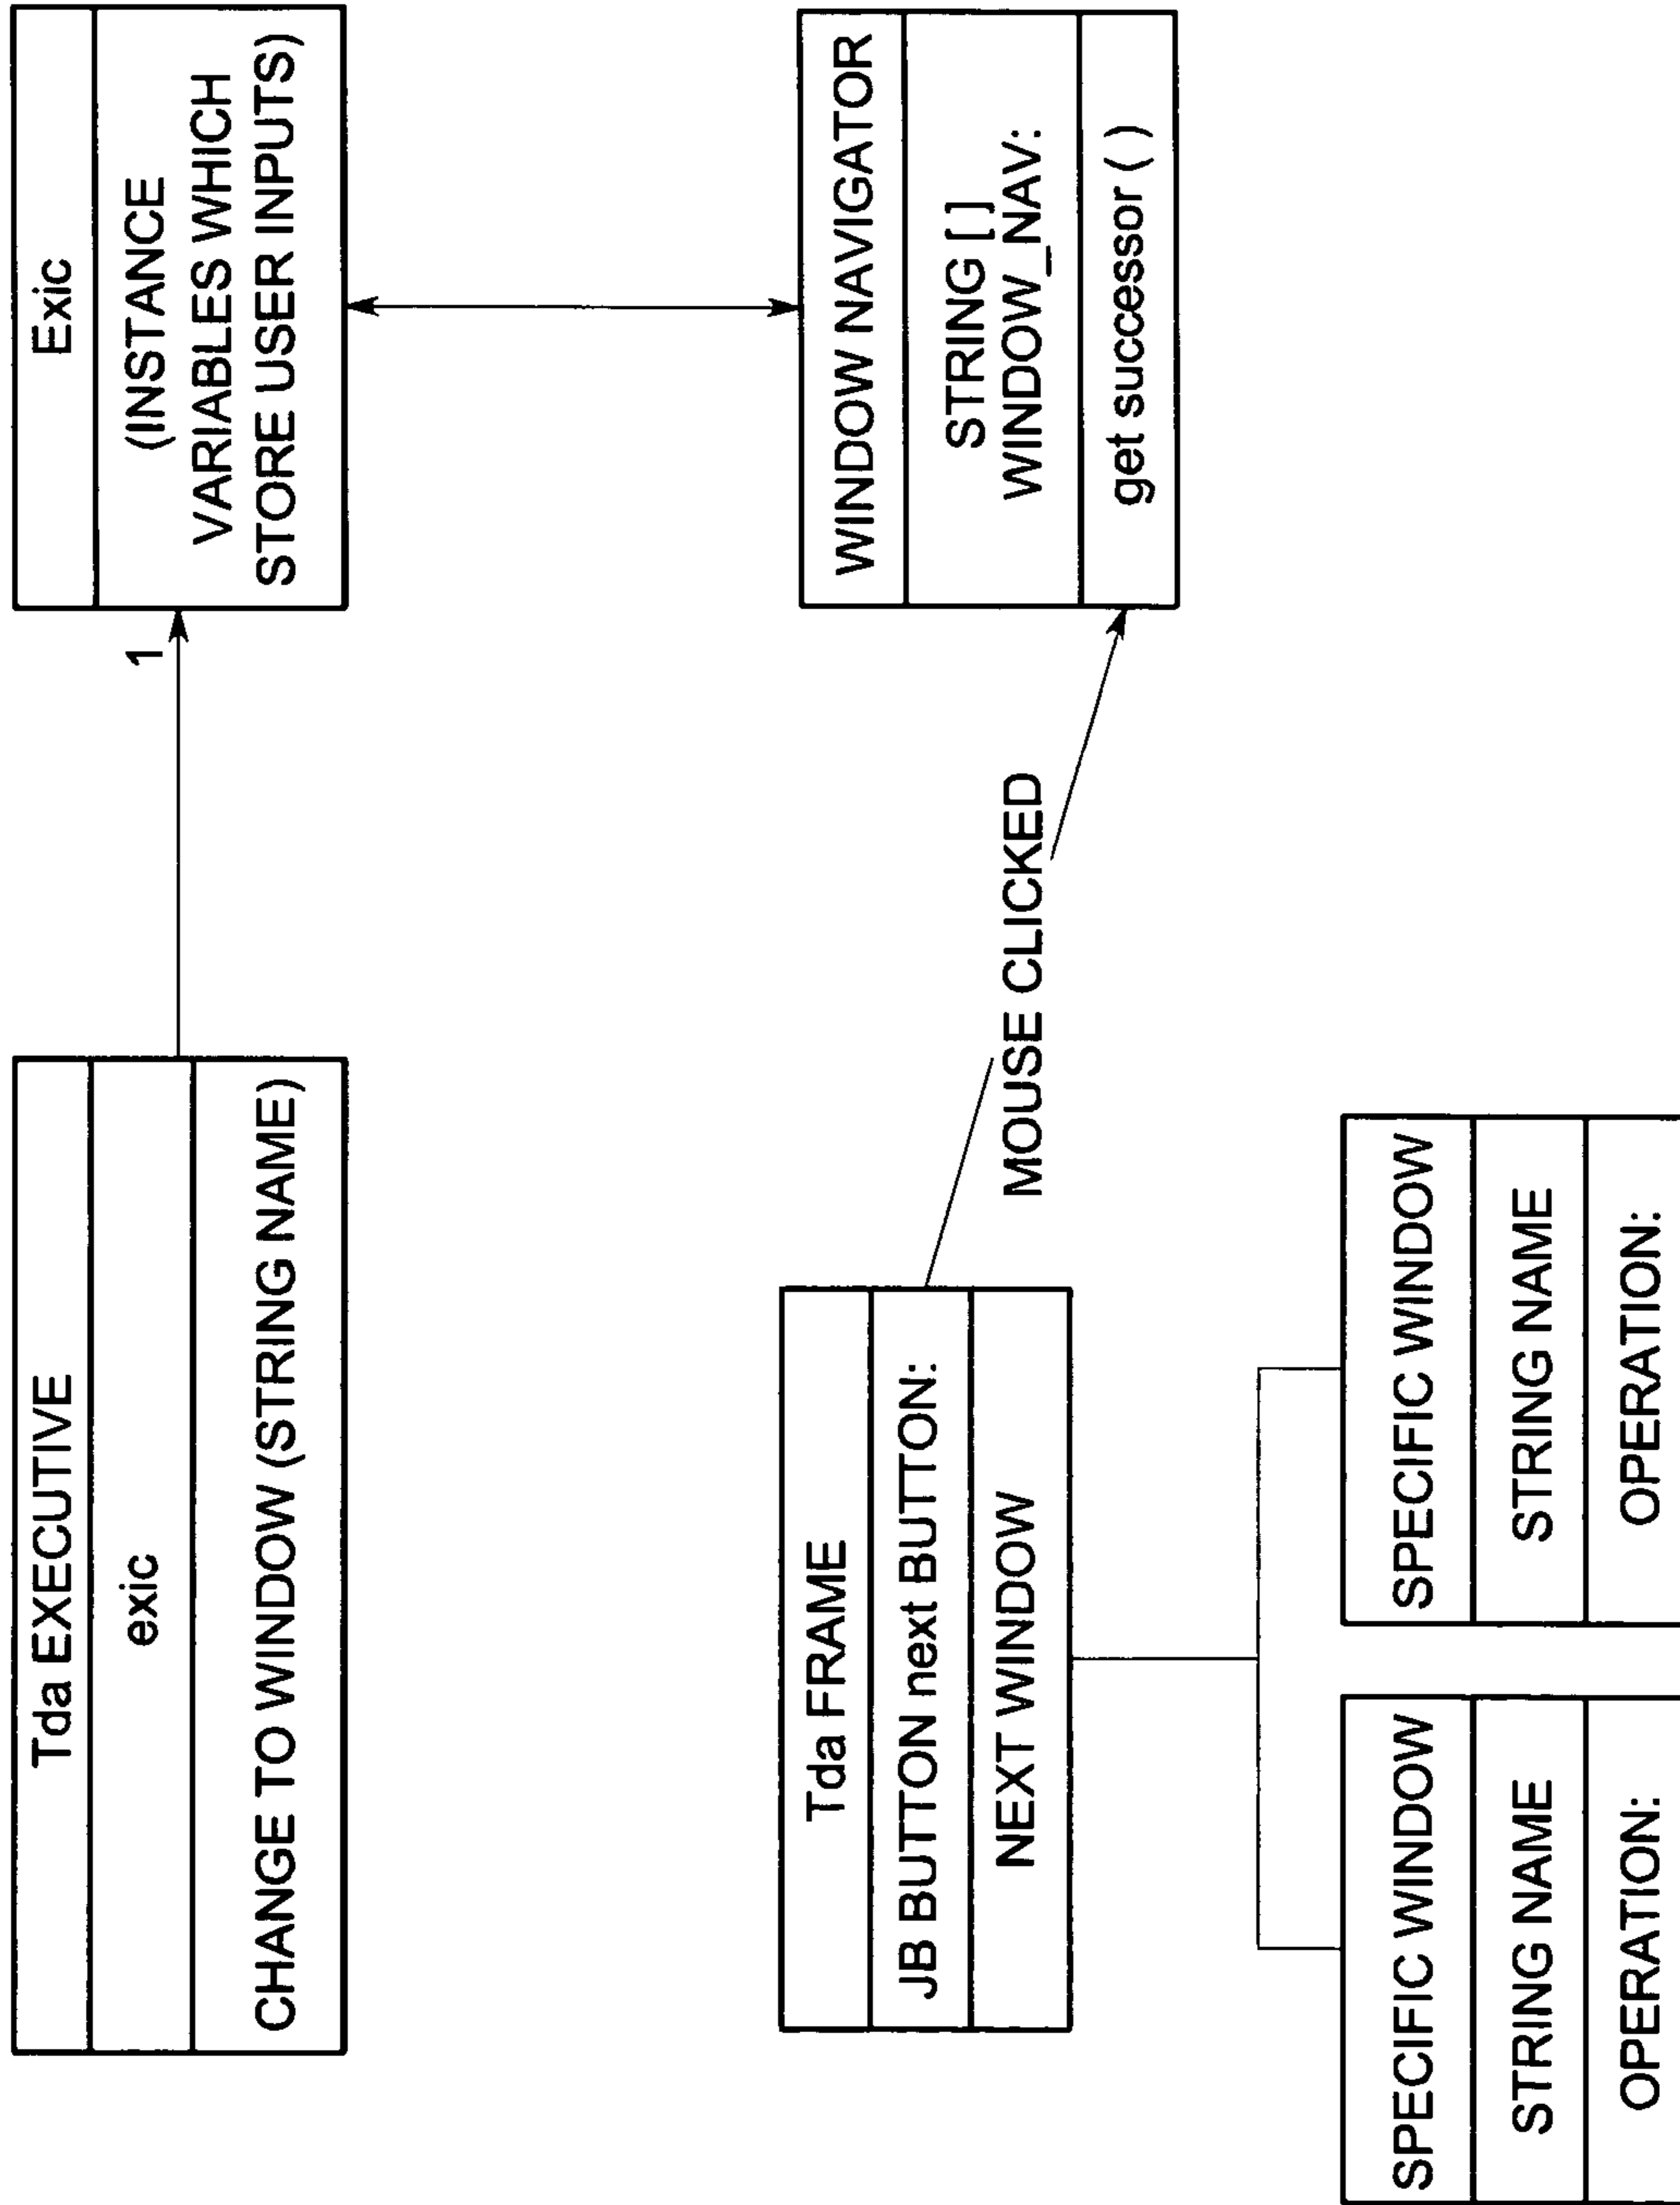 Tda EXECUTIVE
exic
CHANGE TO WINDOW (STRING NAME)
1
Exic
(INSTANCE
VARIABLES WHICH
STORE USER INPUTS)
Tda FRAME
JB BUTTON next BUTTON:
NEXT WINDOW
MOUSE CLICKED
WINDOW NAVIGATOR
STRING [ ]
WINDOW_NAV:
get successor ( )
SPECIFIC WINDOW
STRING NAME
OPERATION:
SPECIFIC WINDOW
STRING NAME
OPERATION: